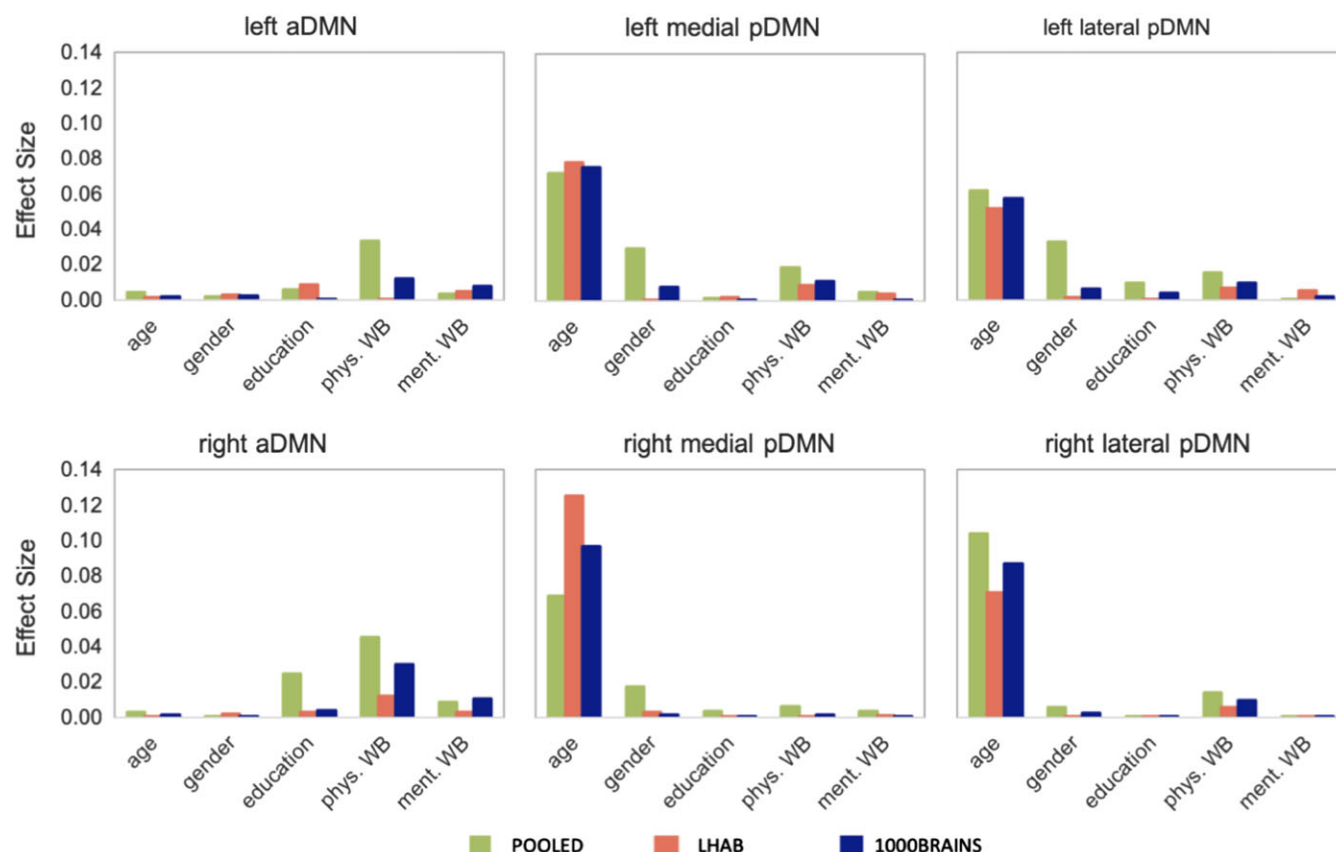 left aDMN
left medial pDMN
left lateral pDMN
Effect Size
0.14
0.12
0.10
0.08
0.06
0.04
0.02
0.00
age
gender
education
phys. WB
ment. WB
age
gender
education
phys. WB
ment. WB
age
gender
education
phys. WB
ment. WB
right aDMN
right medial pDMN
right lateral pDMN
Effect Size
0.14
0.12
0.10
0.08
0.06
0.04
0.02
0.00
age
gender
education
phys. WB
ment. WB
age
gender
education
phys. WB
ment. WB
age
gender
education
phys. WB
ment. WB
POOLED LHAB 1000BRAINS